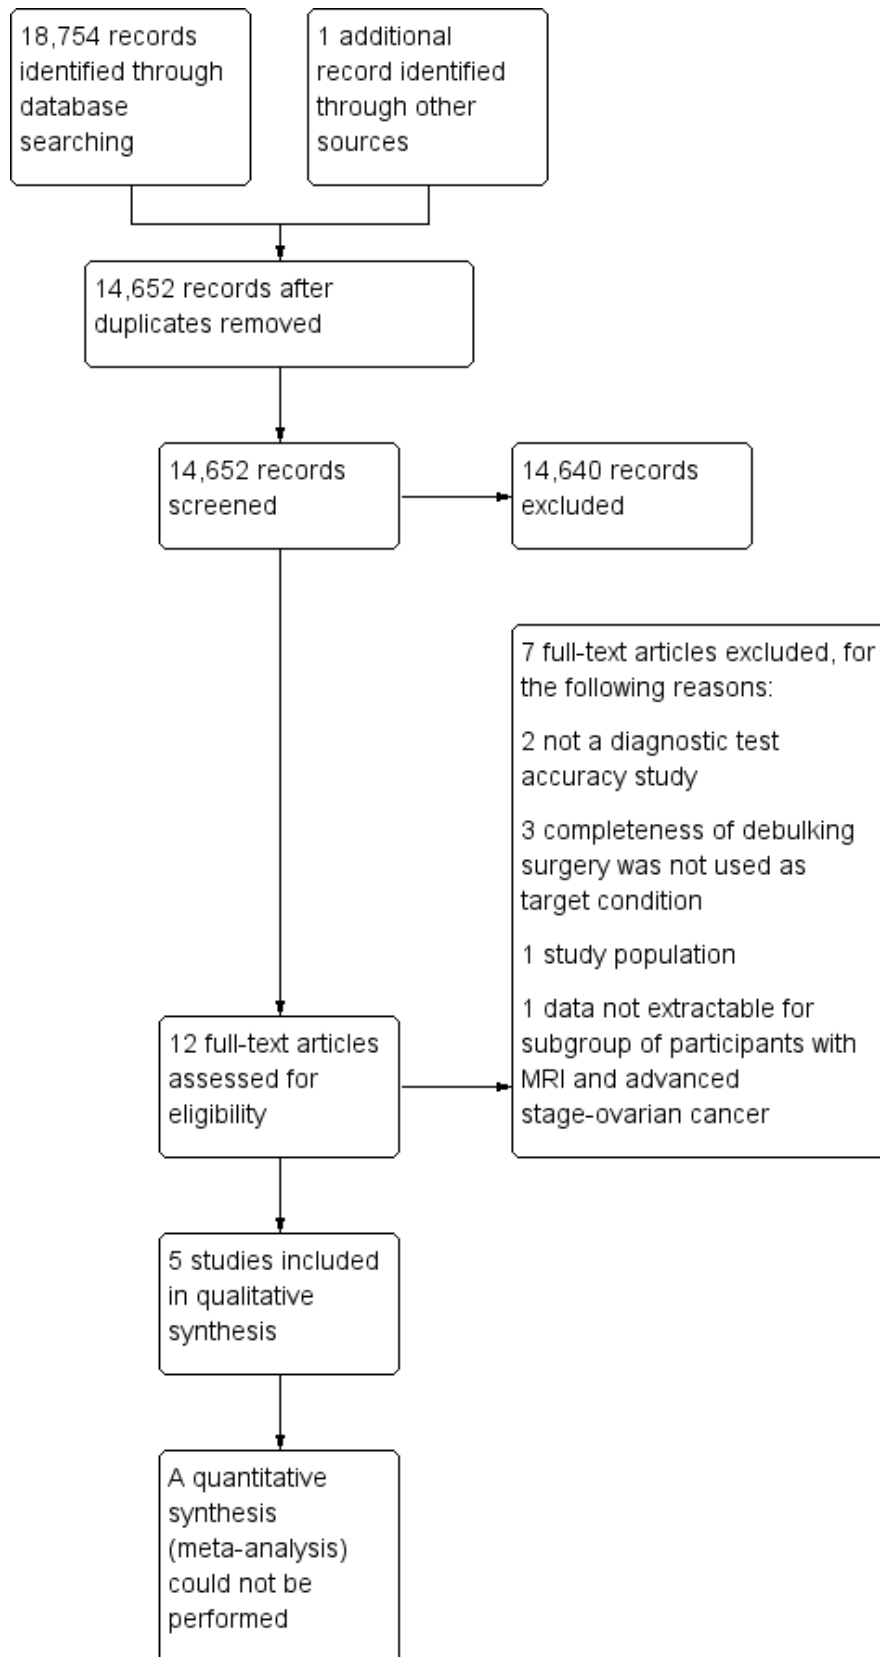 18,754 records
identified through
database
searching
1 additional
record identified
through other
sources
14,652 records after
duplicates removed
14,652 records
screened
14,640 records
excluded
7 full-text articles excluded, for
the following reasons:
2 not a diagnostic test
accuracy study
3 completeness of debulking
surgery was not used as
target condition
1 study population
1 data not extractable for
subgroup of participants with
MRI and advanced
stage-ovarian cancer
12 full-text articles
assessed for
eligibility
5 studies included
in qualitative
synthesis
A quantitative
synthesis
(meta-analysis)
could not be
performed